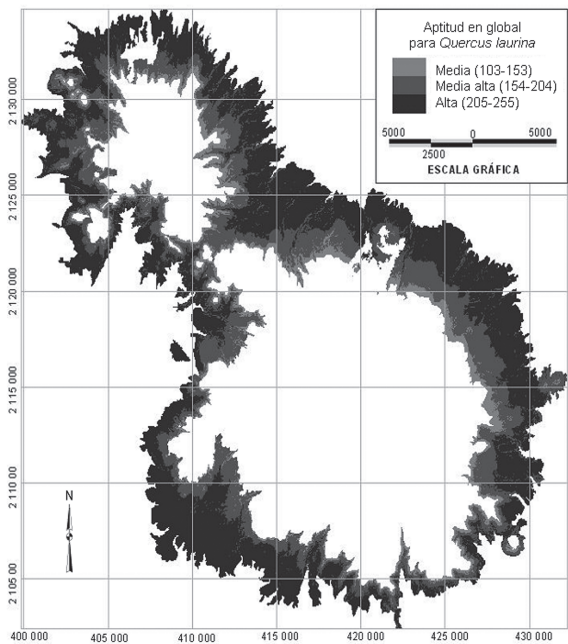 Aptitud en global
para Quercus laurina
Media (103-153)
Media alta (154-204)
Alta (205-255)
5000 0 5000
2500
ESCALA GRÁFICA
2 130 000
2 125 000
2 120 000
2 115 000
2 110 000
2 105 00
N
400 000 405 000 410 000 415 000 420 000 425 000 430 000